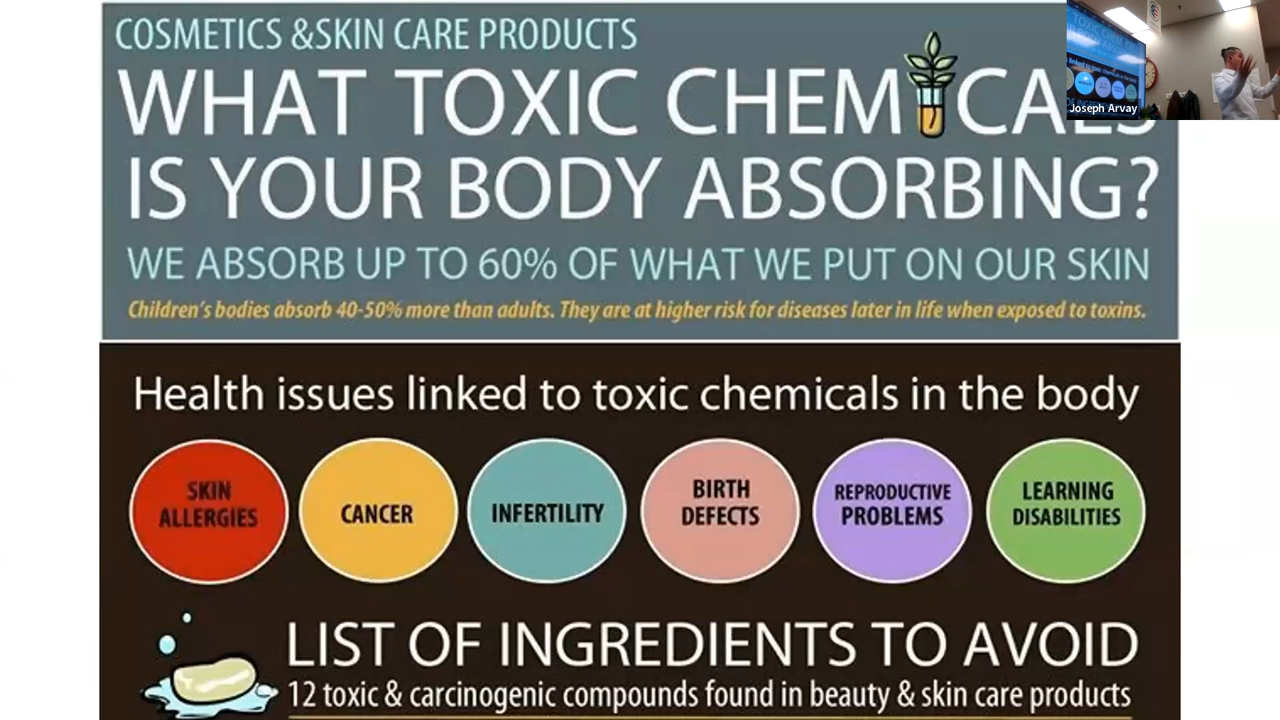 COSMETICS &SKIN CARE PRODUCTS
WHAT TOXIC CHEMICALS
IS YOUR BODY ABSORBING?
WE ABSORB UP TO 60% OF WHAT WE PUT ON OUR SKIN
Children's bodies absorb 40-50% more than adults. They are at higher risk for diseases later in life when exposed to toxins.
Health issues linked to toxic chemicals in the body
SKIN
ALLERGIES
CANCER
INFERTILITY
BIRTH
DEFECTS
REPRODUCTIVE
PROBLEMS
LEARNING
DISABILITIES
LIST OF INGREDIENTS TO AVOID
12 toxic & carcinogenic compounds found in beauty & skin care products
Joseph Arvay